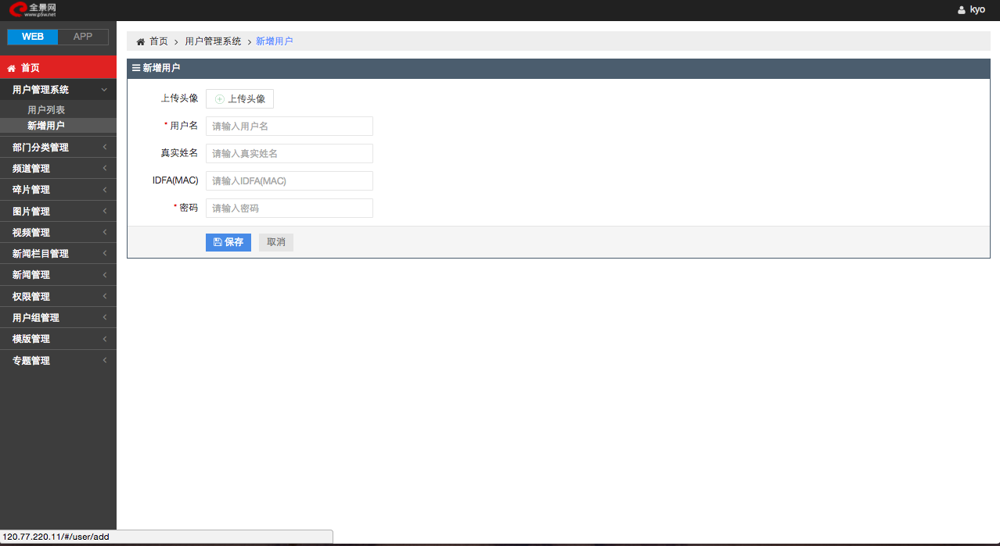 全景网
www.p5w.net
kyo
WEB APP
首页 > 用户管理系统 > 新增用户
首页
用户管理系统
用户列表
新增用户
部门分类管理
频道管理
碎片管理
图片管理
视频管理
新闻栏目管理
新闻管理
权限管理
用户组管理
模版管理
专题管理
新增用户
上传头像 上传头像
* 用户名 请输入用户名
真实姓名 请输入真实姓名
IDFA(MAC) 请输入IDFA(MAC)
* 密码 请输入密码
保存 取消
120.77.220.11/#/user/add